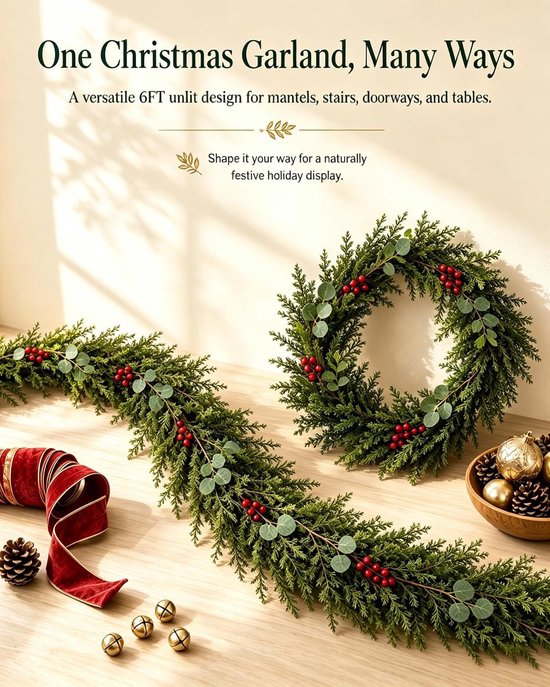 One Christmas Garland, Many Ways
A versatile 6FT unlit design for mantels, stairs, doorways, and tables.
Shape it your way for a naturally
festive holiday display.